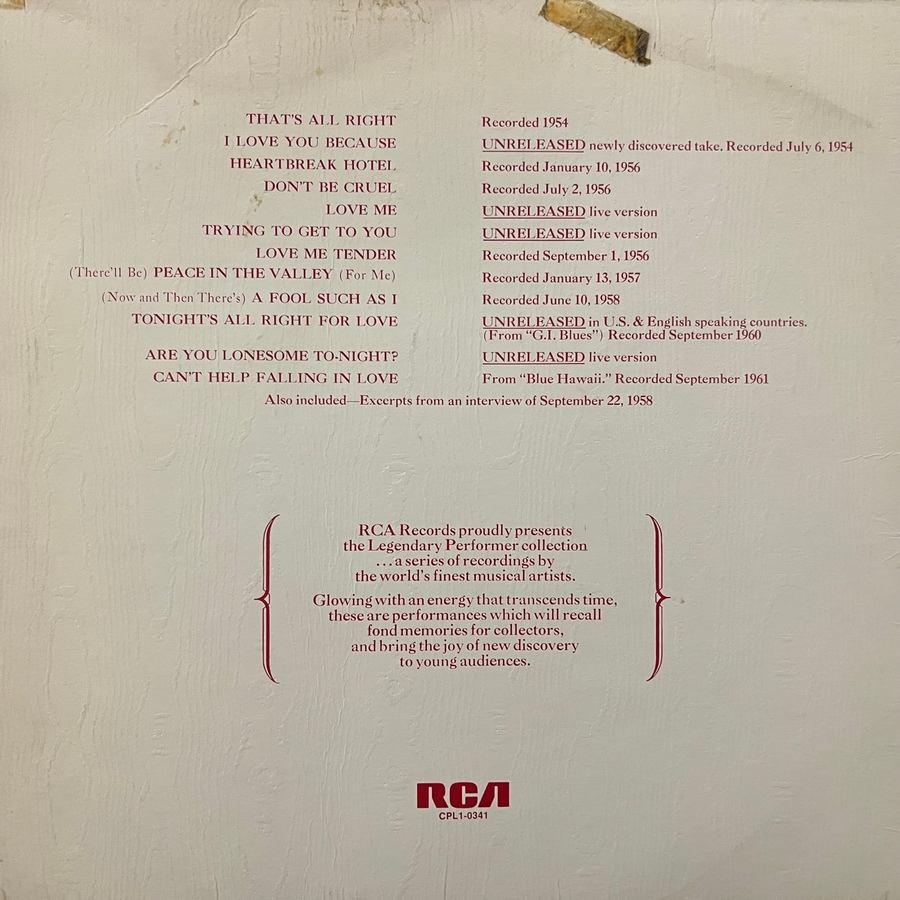 THAT'S ALL RIGHT Recorded 1954
I LOVE YOU BECAUSE UNRELEASED newly discovered take. Recorded July 6, 1954
HEARTBREAK HOTEL Recorded January 10, 1956
DON'T BE CRUEL Recorded July 2, 1956
LOVE ME UNRELEASED live version
TRYING TO GET TO YOU UNRELEASED live version
LOVE ME TENDER Recorded September 1, 1956
(There'll Be) PEACE IN THE VALLEY (For Me) Recorded January 13, 1957
(Now and Then There's) A FOOL SUCH AS I Recorded June 10, 1958
TONIGHT'S ALL RIGHT FOR LOVE UNRELEASED in U.S. & English speaking countries.
(From "G.I. Blues") Recorded September 1960
ARE YOU LONESOME TO-NIGHT? UNRELEASED live version
CAN'T HELP FALLING IN LOVE From "Blue Hawaii." Recorded September 1961
Also included—Excerpts from an interview of September 22, 1958
RCA Records proudly presents
the Legendary Performer collection
...a series of recordings by
the world's finest musical artists.
Glowing with an energy that transcends time,
these are performances which will recall
fond memories for collectors,
and bring the joy of new discovery
to young audiences.
RCA
CPL1-0341